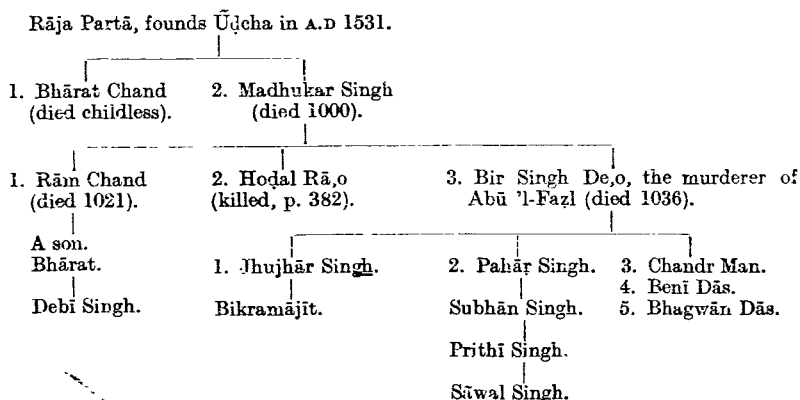 Rāja Partā, founds Ũḍcha in A.D 1531.
1. Bhārat Chand 2. Madhukar Singh
(died childless). (died 1000).
1. Rām Chand 2. Hoḍal Rā,o 3. Bir Singh De,o, the murderer of
(died 1021). (killed, p. 382). Abū 'l-Faẓl (died 1036).
A son.
Bhārat. 1. Jhujhār Singh. 2. Pahāṛ Singh. 3. Chandr Man.
4. Benī Dās.
Debī Singh. Bikramājīt. Subhān Singh. 5. Bhagwān Dās.
Prithī Singh.
Sāwal Singh.